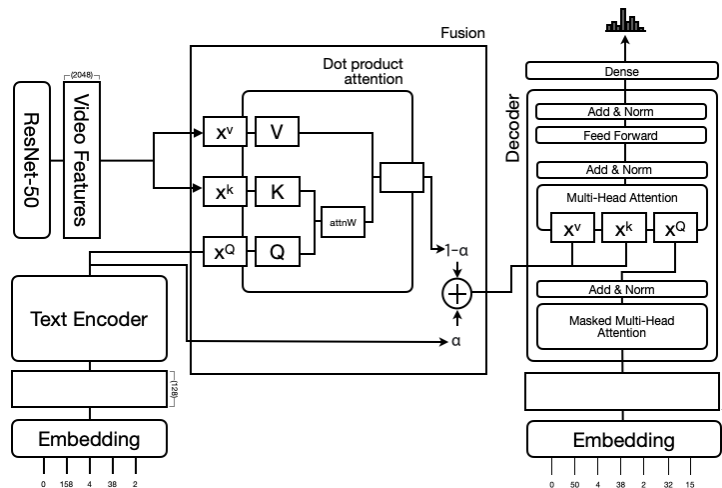 Fusion
Dot product
attention
(2048)
ResNet-50
Video Features
xv
V
xk
K
xQ
Q
attnW
1-α
α
Text Encoder
(128)
Embedding
0 158 4 38 2
Decoder
Dense
Add & Norm
Feed Forward
Add & Norm
Multi-Head Attention
xv xk xQ
Add & Norm
Masked Multi-Head
Attention
Embedding
0 50 4 38 2 32 15